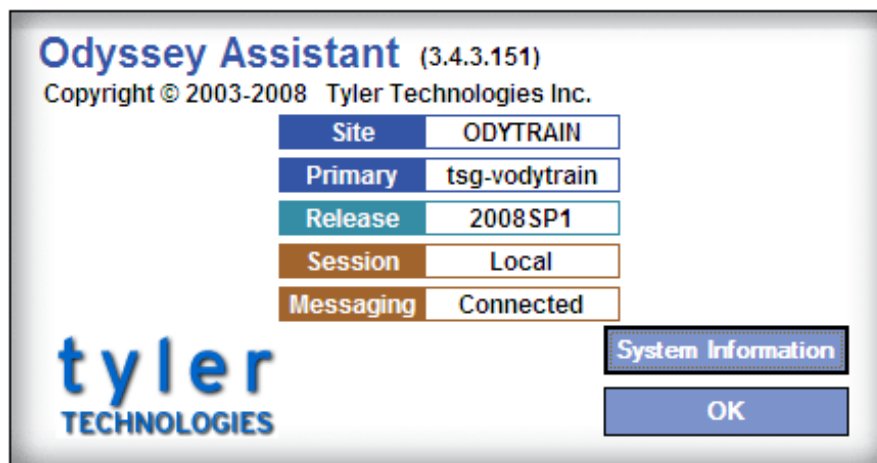 Odyssey Assistant (3.4.3.151)
Copyright © 2003-2008 Tyler Technologies Inc.
Site ODYTRAIN
Primary tsg-vodytrain
Release 2008SP1
Session Local
Messaging Connected
System Information
tyler
TECHNOLOGIES
OK